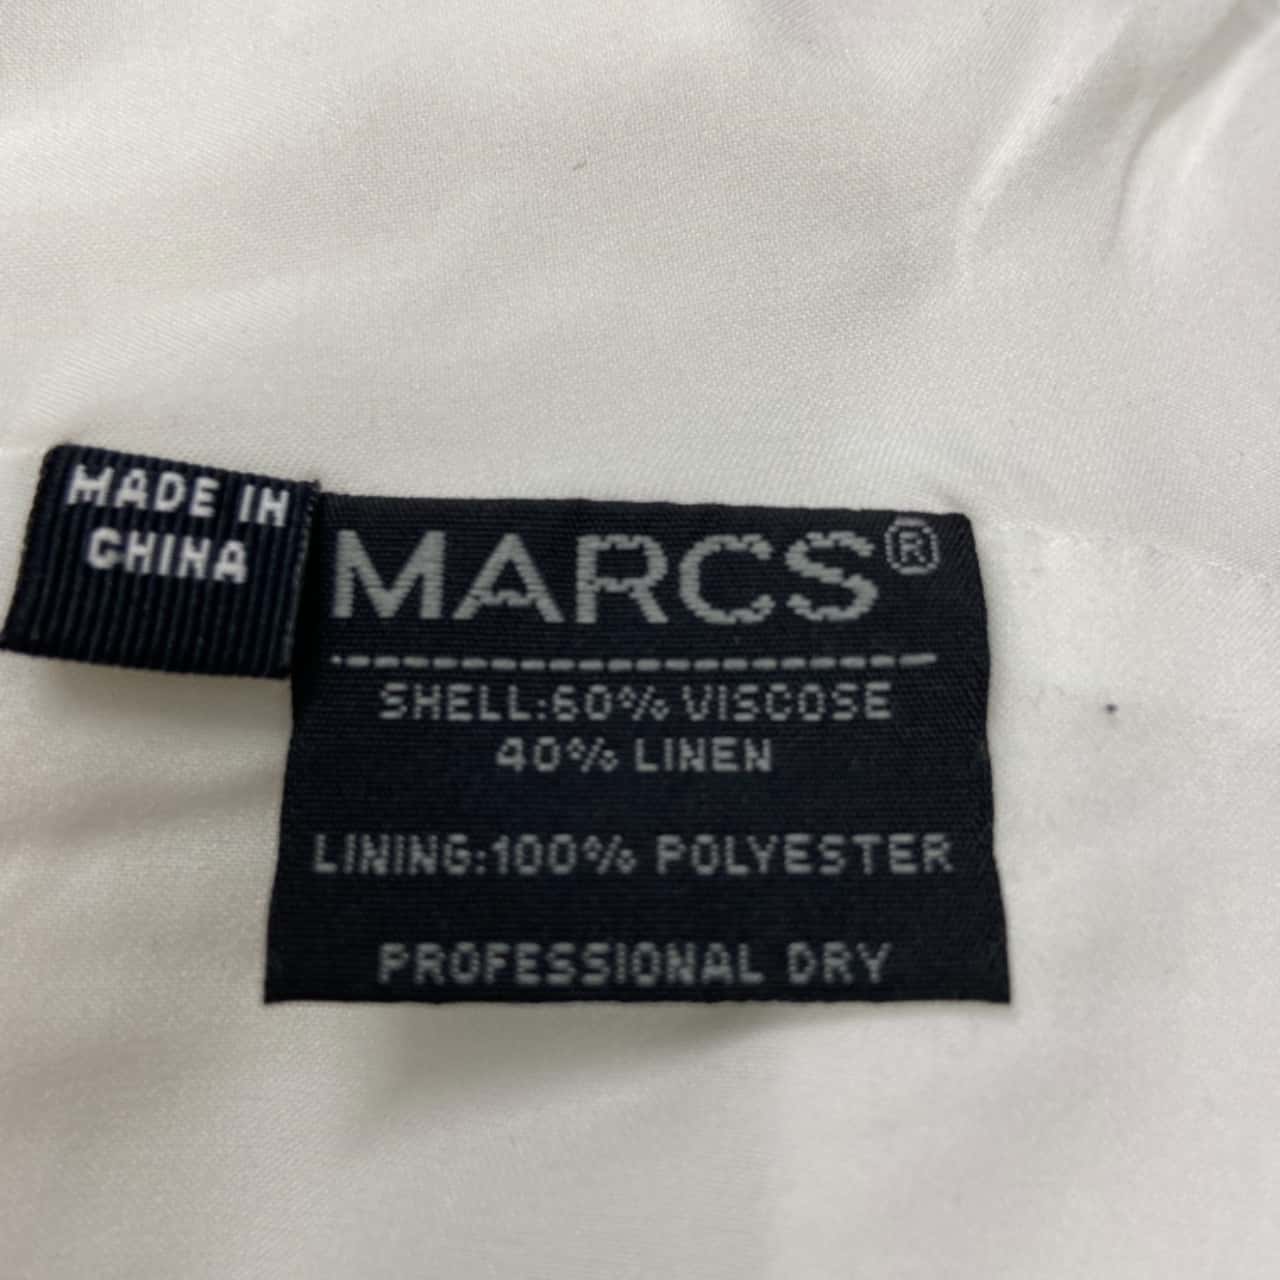 MADE IN
CHINA
MARCS®
SHELL:60% VISCOSE
40% LINEN
LINING:100% POLYESTER
PROFESSIONAL DRY